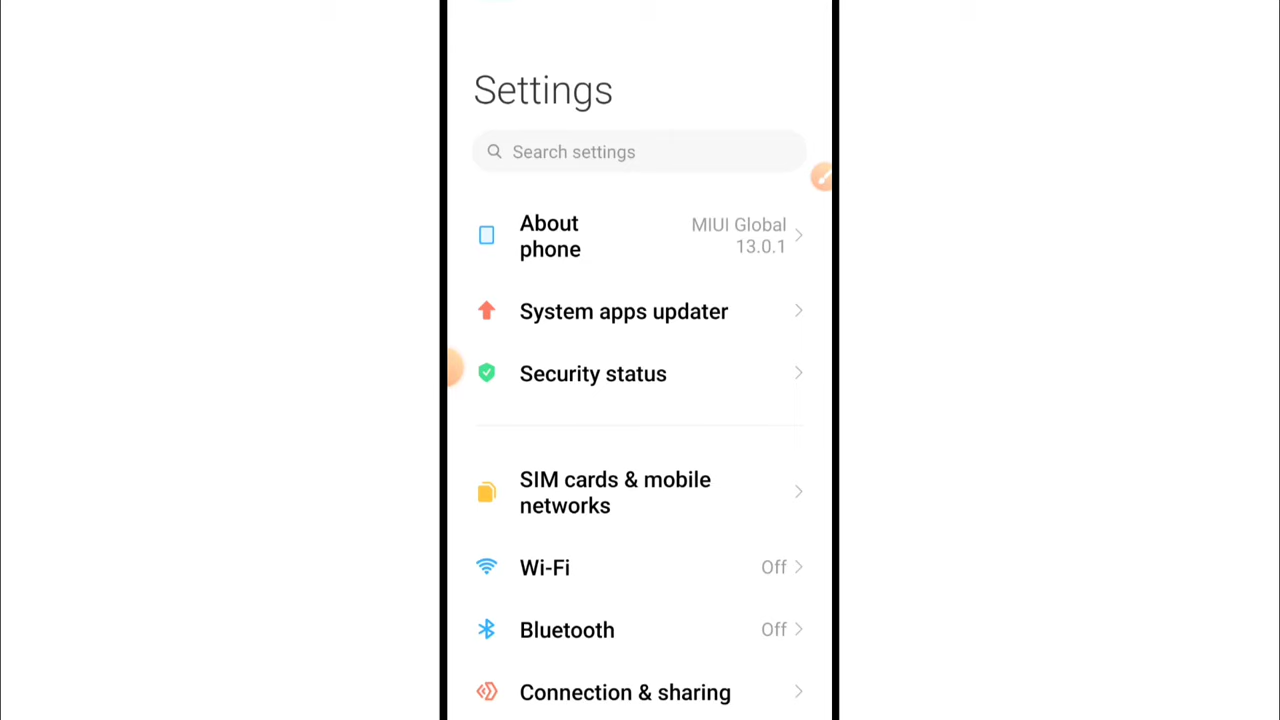 Settings
Search settings
About
phone
MIUI Global
13.0.1
System apps updater
Security status
SIM cards & mobile
networks
Wi-Fi
Off
Bluetooth
Off
Connection & sharing